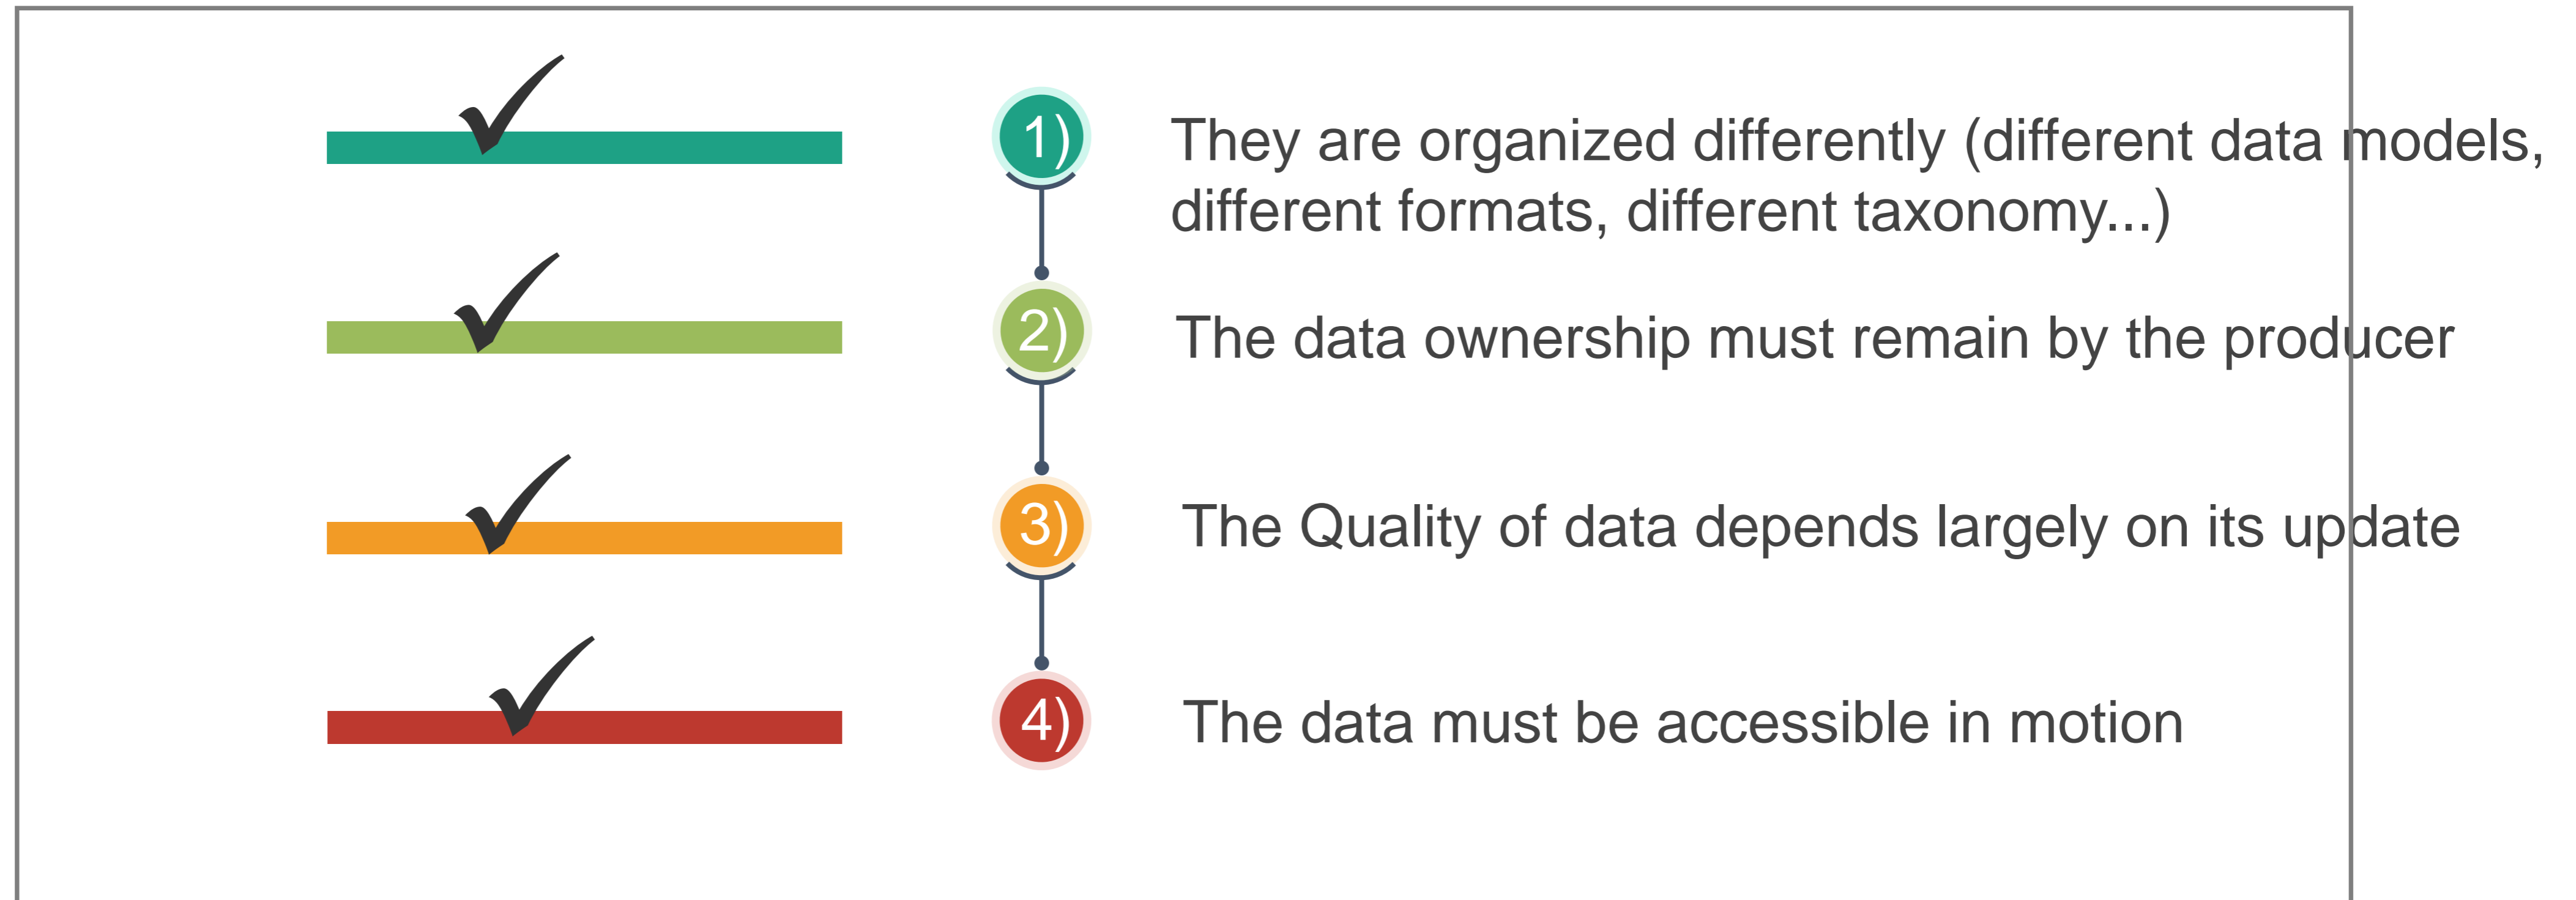 1) They are organized differently (different data models,
different formats, different taxonomy...)
2) The data ownership must remain by the producer
3) The Quality of data depends largely on its update
4) The data must be accessible in motion